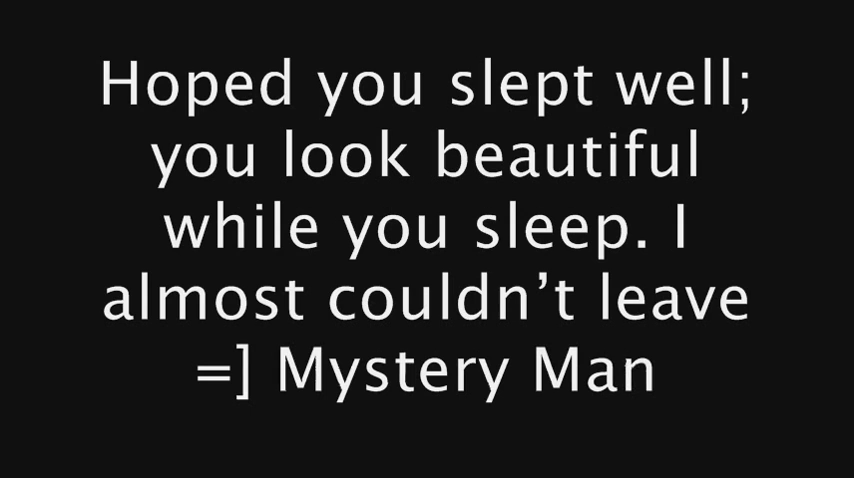 Hoped you slept well;
you look beautiful
while you sleep. I
almost couldn’t leave
=] Mystery Man